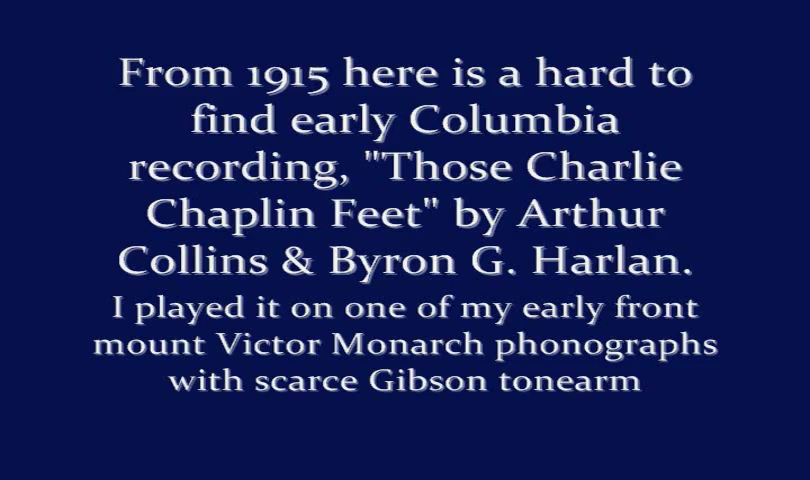 From 1915 here is a hard to
find early Columbia
recording, "Those Charlie
Chaplin Feet" by Arthur
Collins & Byron G. Harlan.
I played it on one of my early front
mount Victor Monarch phonographs
with scarce Gibson tonearm